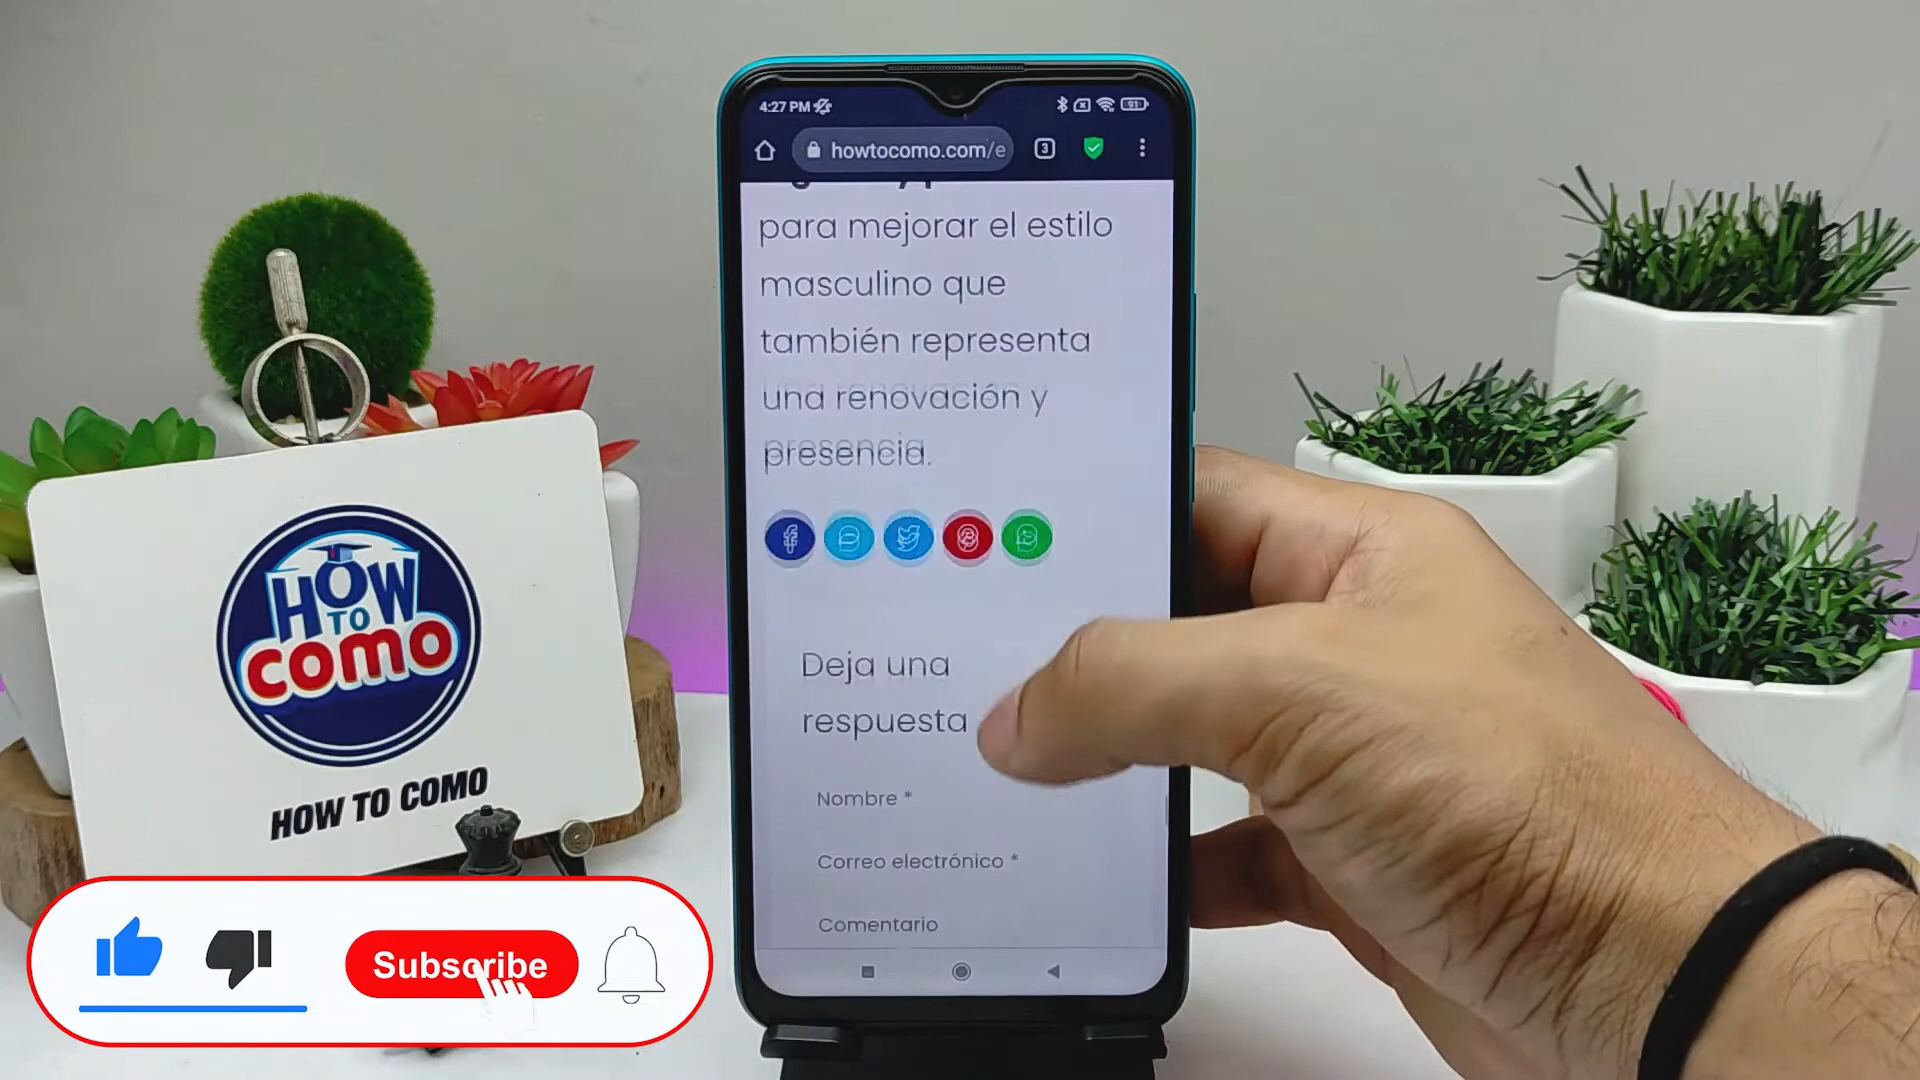 4:27 PM
91
howtocomo.com/e
3
para mejorar el estilo
masculino que
también representa
una renovación y
presencia.
Deja una
respuesta
Nombre *
Correo electrónico *
Comentario
HOW
TO
COMO
HOW TO COMO
Subscribe